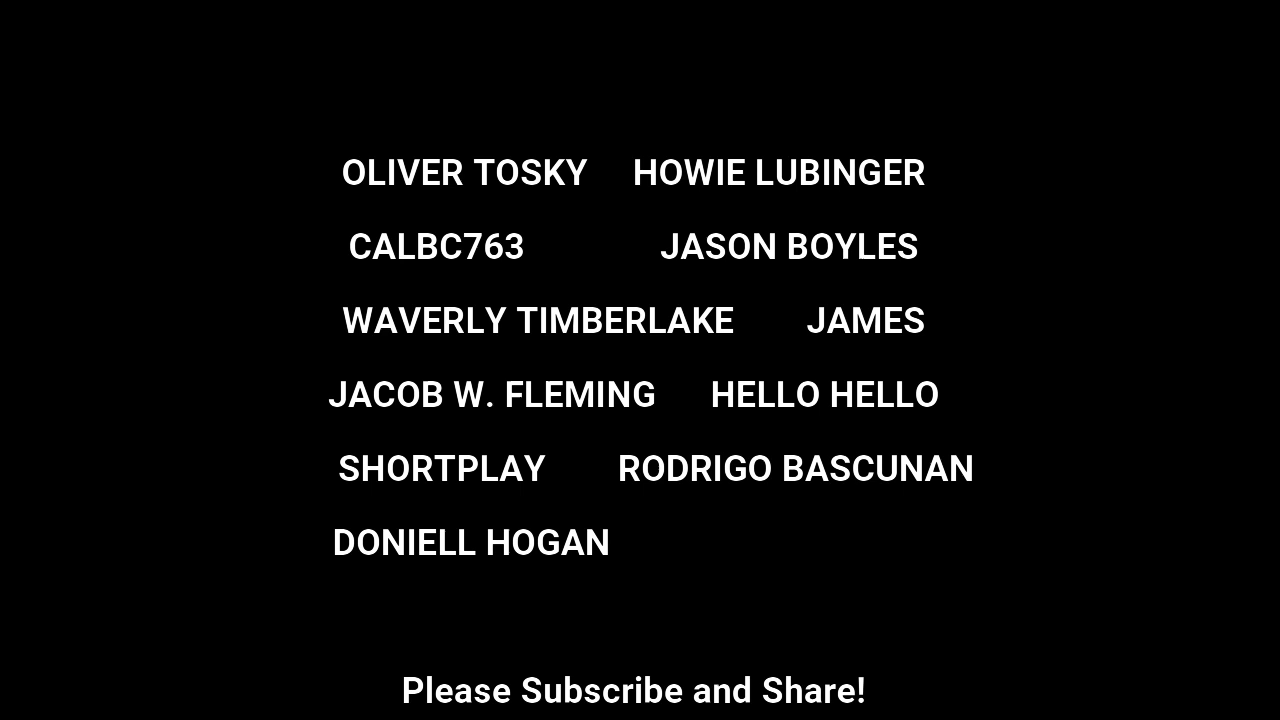 OLIVER TOSKY HOWIE LUBINGER
CALBC763 JASON BOYLES
WAVERLY TIMBERLAKE JAMES
JACOB W. FLEMING HELLO HELLO
SHORTPLAY RODRIGO BASCUNAN
DONIELL HOGAN
Please Subscribe and Share!